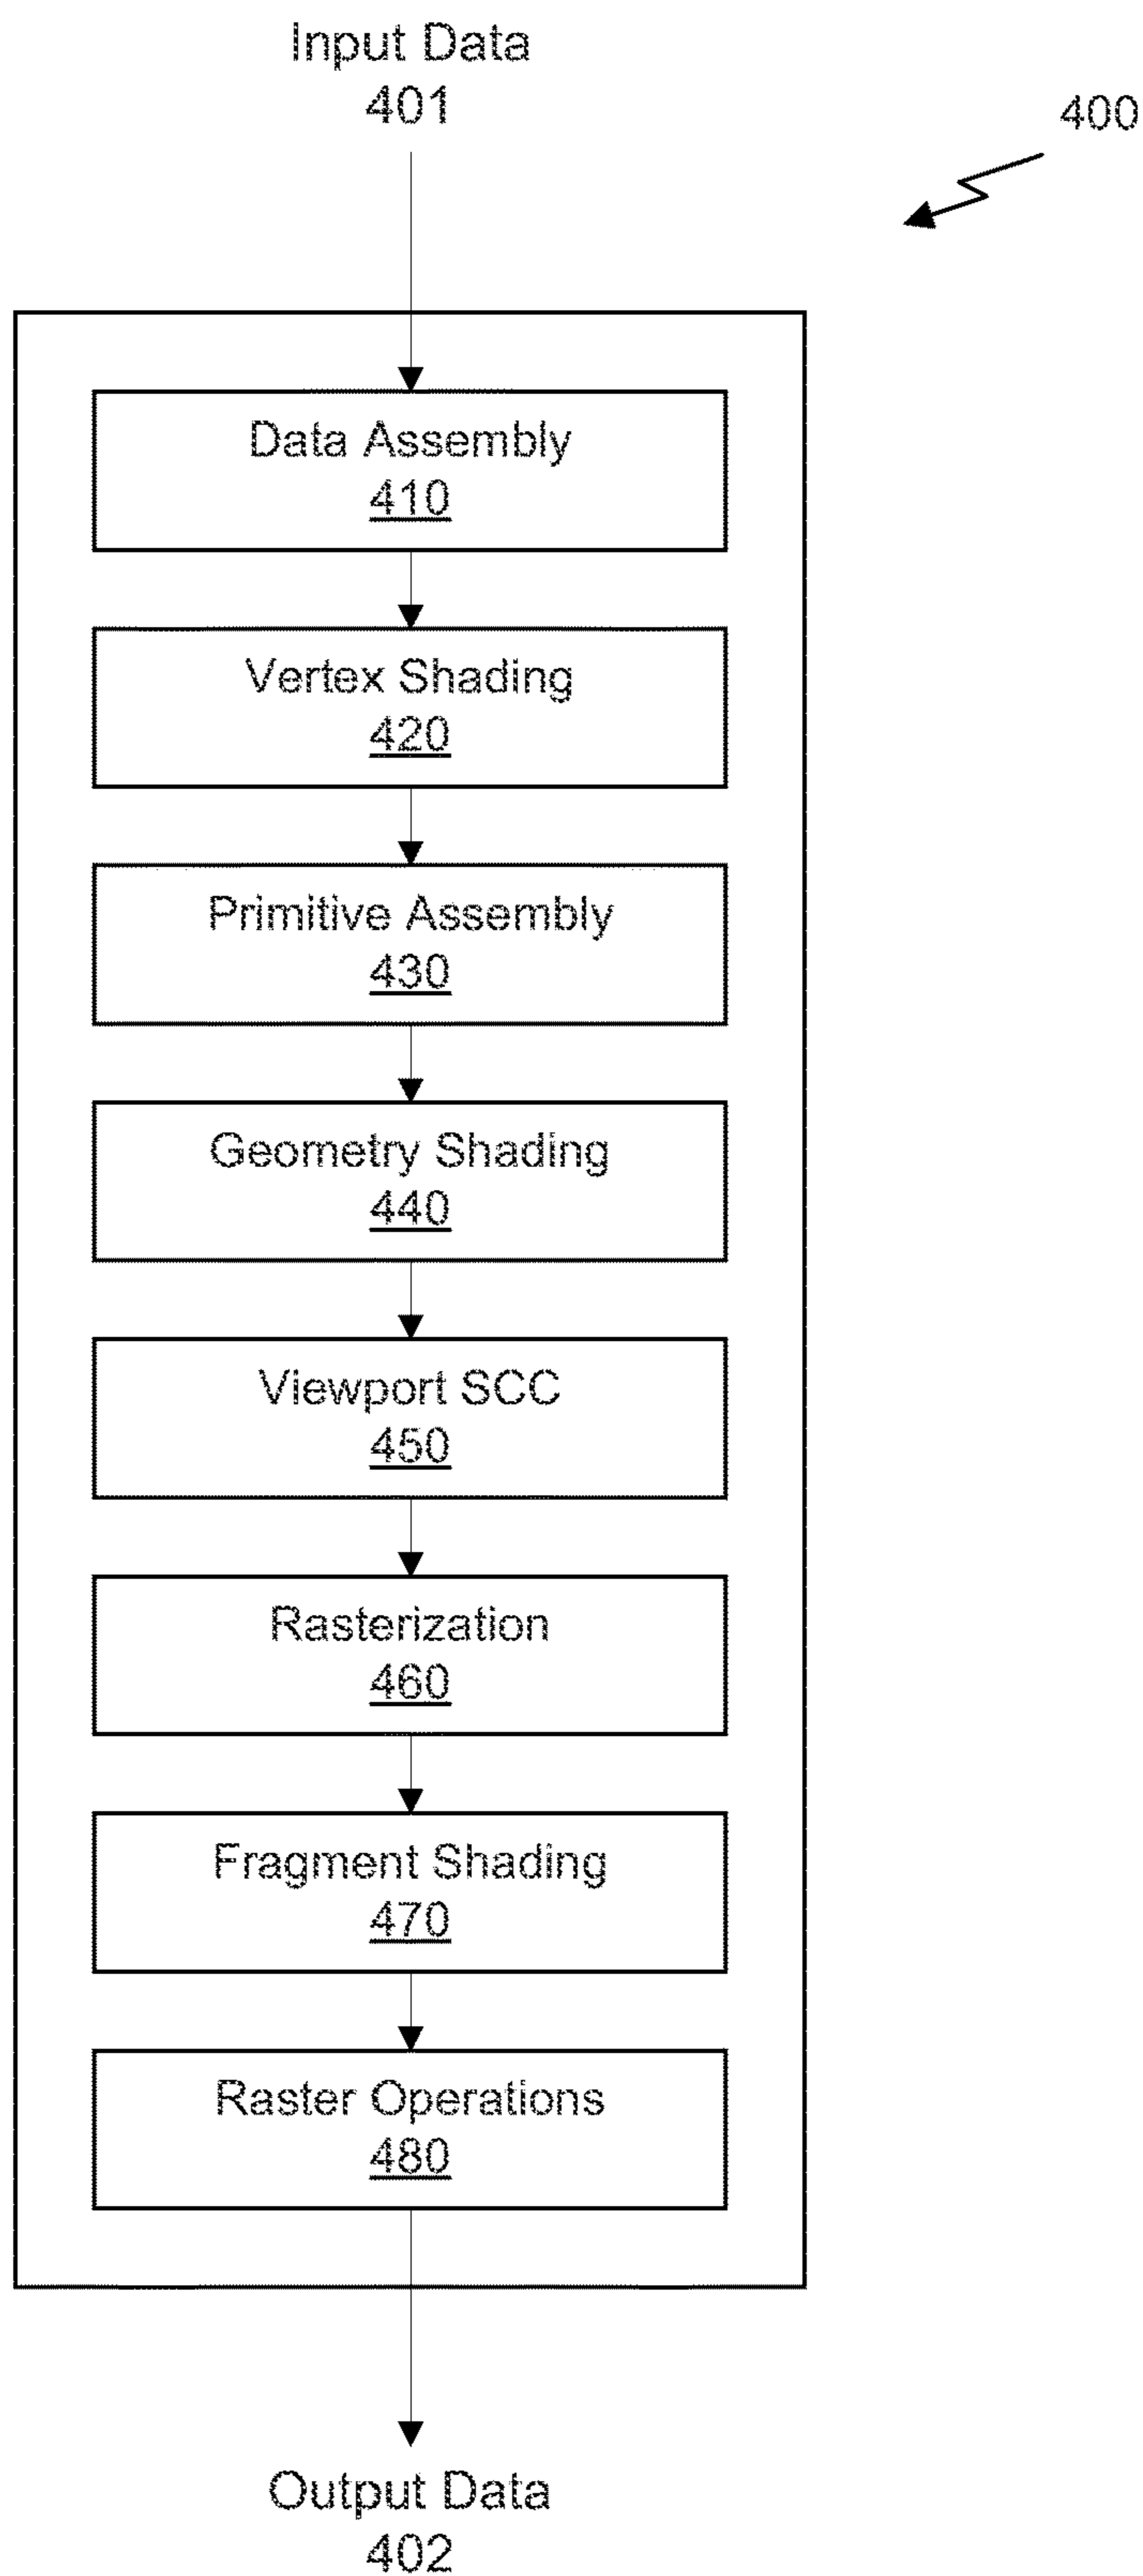 Input Data
401
400
Data Assembly
410
Vertex Shading
420
Primitive Assembly
430
Geometry Shading
440
Viewport SCC
450
Rasterization
460
Fragment Shading
470
Raster Operations
480
Output Data
402